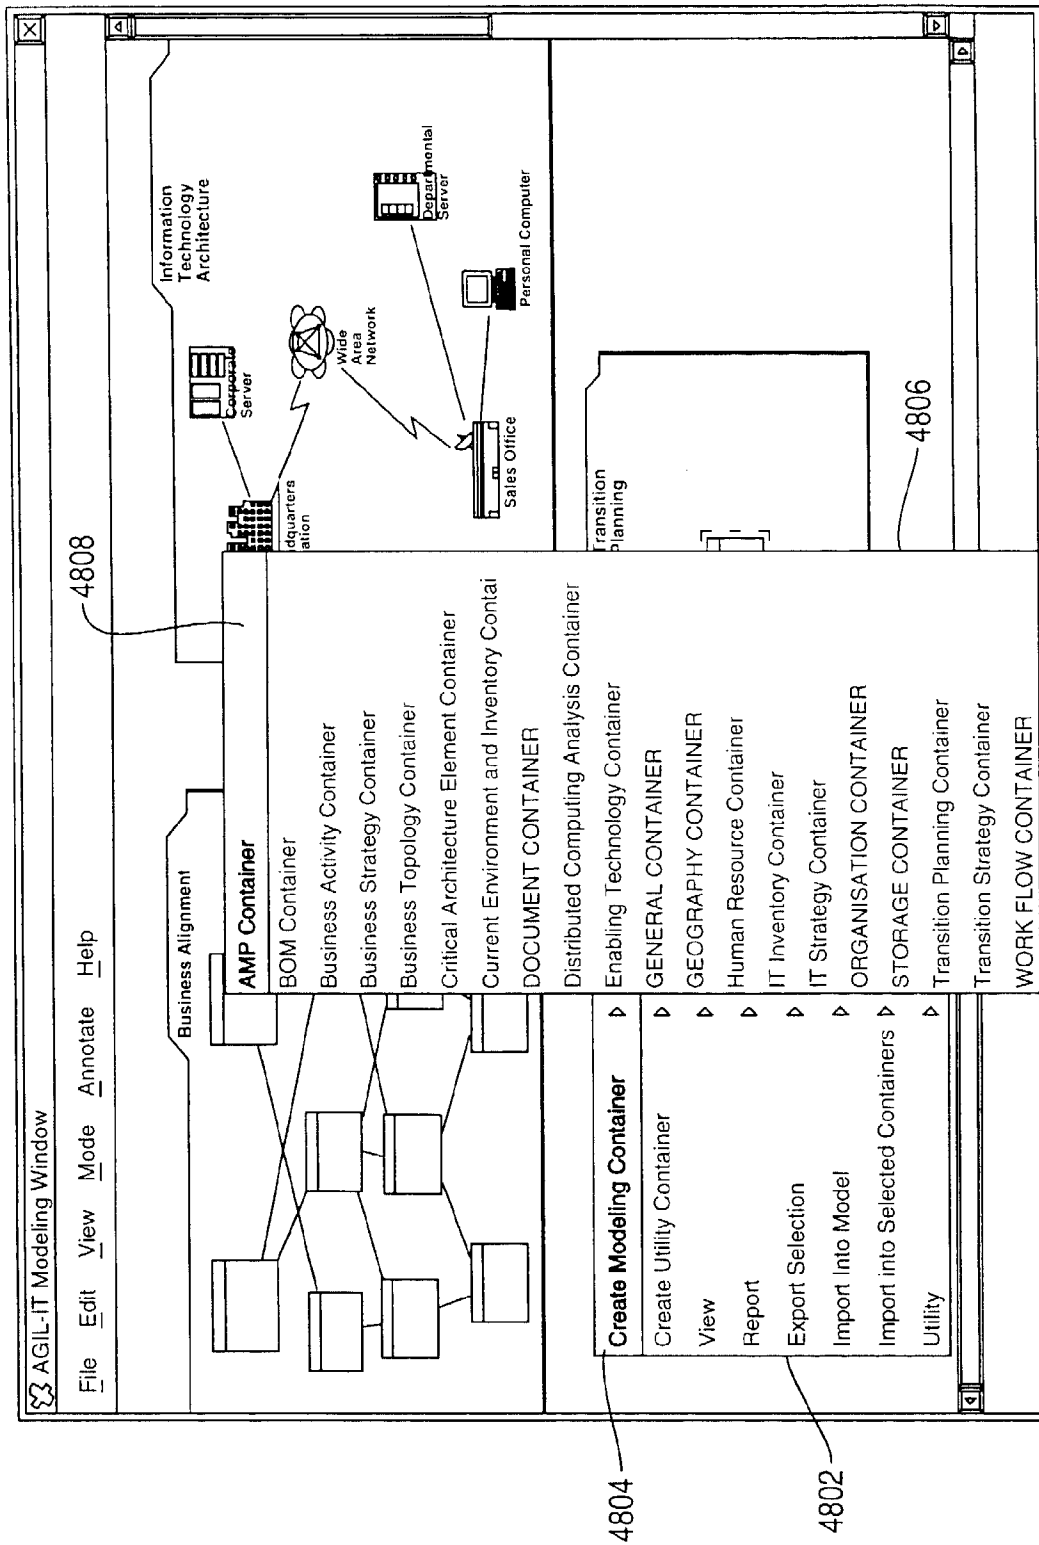 AGIL-IT Modeling Window
File Edit View Mode Annotate Help
4808
Business Alignment
Information
Technology
Architecture
Corporate
Server
dquarters
ation
Wide
Area
Network
Departmental
Server
Sales Office
Personal Computer
AMP Container
BOM Container
Business Activity Container
Business Strategy Container
Business Topology Container
Critical Architecture Element Container
Current Environment and Inventory Contai
DOCUMENT CONTAINER
Distributed Computing Analysis Container
Enabling Technology Container
GENERAL CONTAINER
GEOGRAPHY CONTAINER
Human Resource Container
IT Inventory Container
IT Strategy Container
ORGANISATION CONTAINER
STORAGE CONTAINER
Transition Planning Container
Transition Strategy Container
WORK FLOW CONTAINER
Transition
Planning
4806
4804
Create Modeling Container
Create Utility Container
View
Report
Export Selection
Import Into Model
Import into Selected Containers
Utility
4802